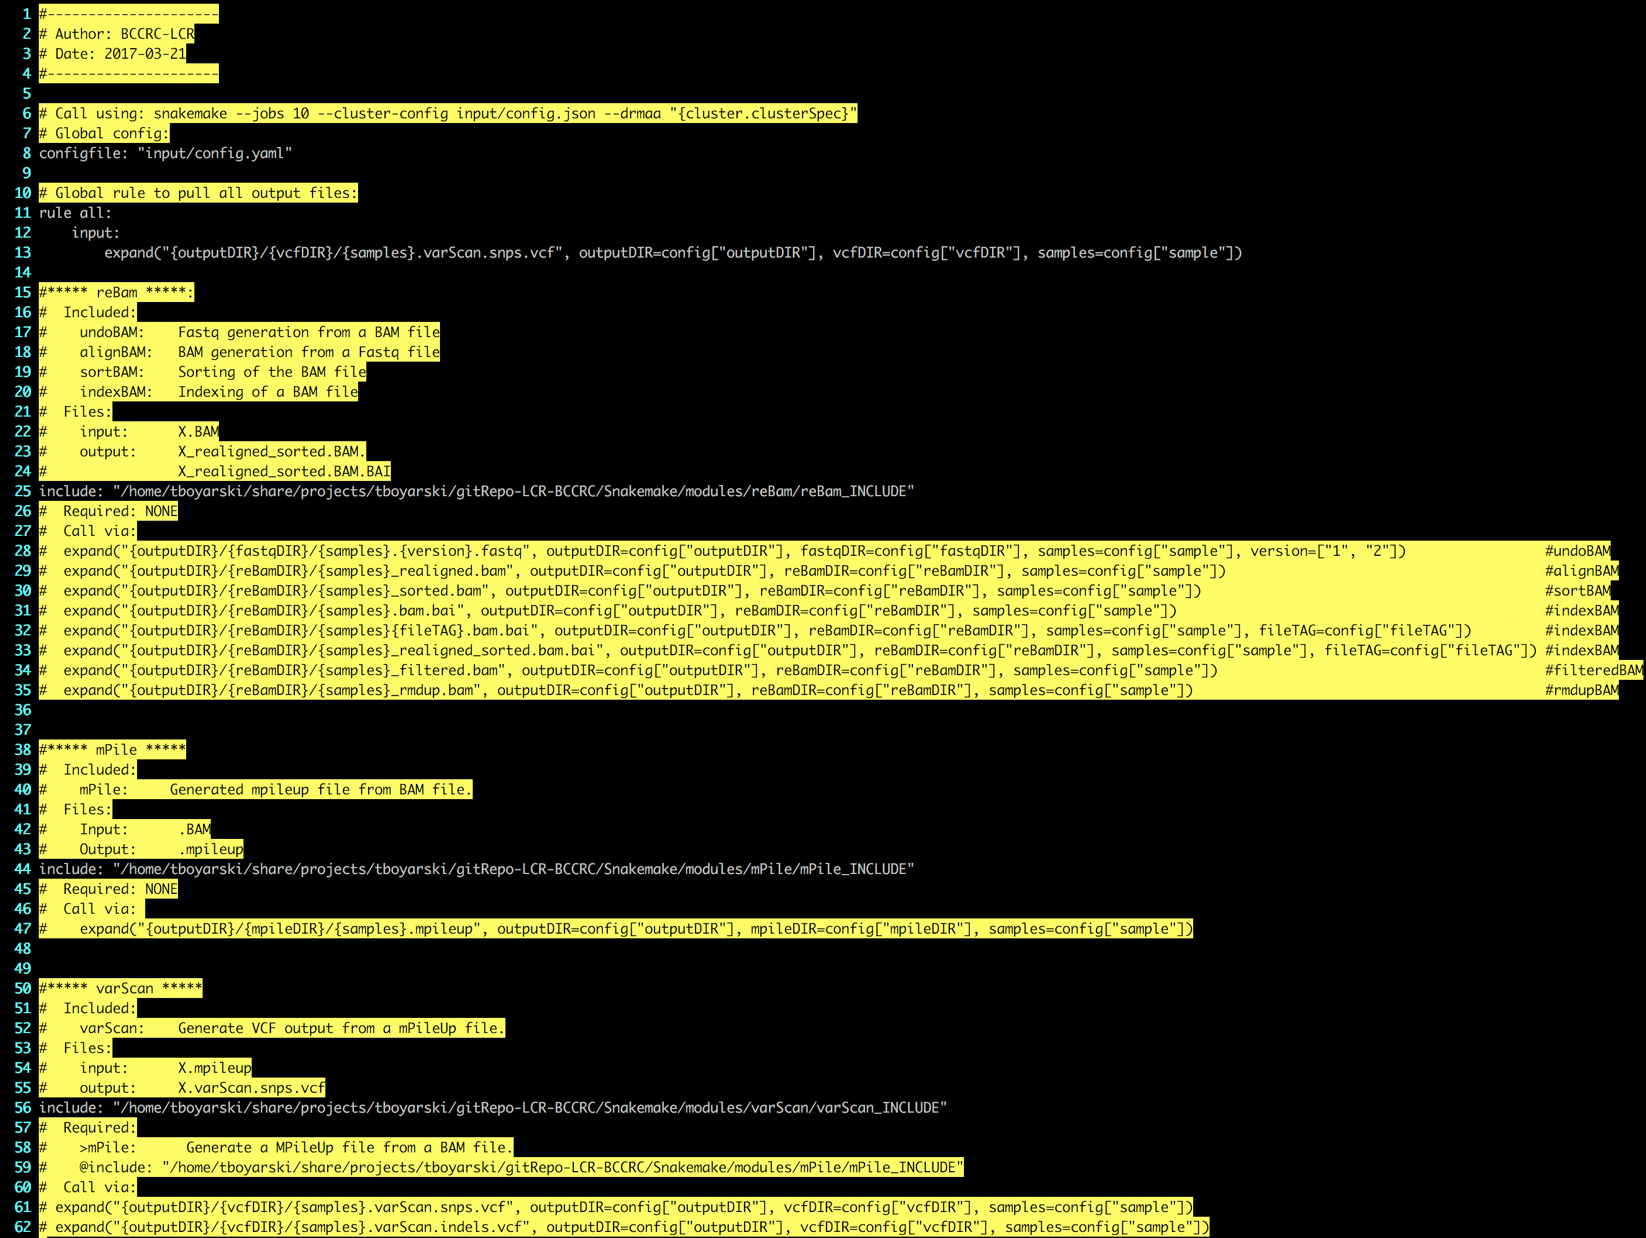 1 #---------------------
2 # Author: BCCRC-LCR
3 # Date: 2017-03-21
4 #---------------------
5
6 # Call using: snakemake --jobs 10 --cluster-config input/config.json --drmaa "{cluster.clusterSpec}"
7 # Global config:
8 configfile: "input/config.yaml"
9
10 # Global rule to pull all output files:
11 rule all:
12     input:
13         expand("{outputDIR}/{vcfDIR}/{samples}.varScan.snps.vcf", outputDIR=config["outputDIR"], vcfDIR=config["vcfDIR"], samples=config["sample"])
14
15 #***** reBam *****:
16 #  Included:
17 #    undoBAM:    Fastq generation from a BAM file
18 #    alignBAM:   BAM generation from a Fastq file
19 #    sortBAM:    Sorting of the BAM file
20 #    indexBAM:   Indexing of a BAM file
21 #  Files:
22 #    input:      X.BAM
23 #    output:     X_realigned_sorted.BAM.
24 #                X_realigned_sorted.BAM.BAI
25 include: "/home/tboyarski/share/projects/tboyarski/gitRepo-LCR-BCCRC/Snakemake/modules/reBam/reBam_INCLUDE"
26 #  Required: NONE
27 #  Call via:
28 #  expand("{outputDIR}/{fastqDIR}/{samples}.{version}.fastq", outputDIR=config["outputDIR"], fastqDIR=config["fastqDIR"], samples=config["sample"], version=["1", "2"])                 #undoBAM
29 #  expand("{outputDIR}/{reBamDIR}/{samples}_realigned.bam", outputDIR=config["outputDIR"], reBamDIR=config["reBamDIR"], samples=config["sample"])                                       #alignBAM
30 #  expand("{outputDIR}/{reBamDIR}/{samples}_sorted.bam", outputDIR=config["outputDIR"], reBamDIR=config["reBamDIR"], samples=config["sample"])                                          #sortBAM
31 #  expand("{outputDIR}/{reBamDIR}/{samples}.bam.bai", outputDIR=config["outputDIR"], reBamDIR=config["reBamDIR"], samples=config["sample"])                                             #indexBAM
32 #  expand("{outputDIR}/{reBamDIR}/{samples}{fileTAG}.bam.bai", outputDIR=config["outputDIR"], reBamDIR=config["reBamDIR"], samples=config["sample"], fileTAG=config["fileTAG"])         #indexBAM
33 #  expand("{outputDIR}/{reBamDIR}/{samples}_realigned_sorted.bam.bai", outputDIR=config["outputDIR"], reBamDIR=config["reBamDIR"], samples=config["sample"], fileTAG=config["fileTAG"]) #indexBAM
34 #  expand("{outputDIR}/{reBamDIR}/{samples}_filtered.bam", outputDIR=config["outputDIR"], reBamDIR=config["reBamDIR"], samples=config["sample"])                                        #filteredBAM
35 #  expand("{outputDIR}/{reBamDIR}/{samples}_rmdup.bam", outputDIR=config["outputDIR"], reBamDIR=config["reBamDIR"], samples=config["sample"])                                           #rmdupBAM
36
37
38 #***** mPile *****
39 #  Included:
40 #    mPile:     Generated mpileup file from BAM file.
41 #  Files:
42 #    Input:      .BAM
43 #    Output:     .mpileup
44 include: "/home/tboyarski/share/projects/tboyarski/gitRepo-LCR-BCCRC/Snakemake/modules/mPile/mPile_INCLUDE"
45 #  Required: NONE
46 #  Call via:
47 #    expand("{outputDIR}/{mpileDIR}/{samples}.mpileup", outputDIR=config["outputDIR"], mpileDIR=config["mpileDIR"], samples=config["sample"])
48
49
50 #***** varScan *****
51 #  Included:
52 #    varScan:    Generate VCF output from a mPileUp file.
53 #  Files:
54 #    input:      X.mpileup
55 #    output:     X.varScan.snps.vcf
56 include: "/home/tboyarski/share/projects/tboyarski/gitRepo-LCR-BCCRC/Snakemake/modules/varScan/varScan_INCLUDE"
57 #  Required:
58 #    >mPile:      Generate a MPileUp file from a BAM file.
59 #    @include: "/home/tboyarski/share/projects/tboyarski/gitRepo-LCR-BCCRC/Snakemake/modules/mPile/mPile_INCLUDE"
60 #  Call via:
61 # expand("{outputDIR}/{vcfDIR}/{samples}.varScan.snps.vcf", outputDIR=config["outputDIR"], vcfDIR=config["vcfDIR"], samples=config["sample"])
62 # expand("{outputDIR}/{vcfDIR}/{samples}.varScan.indels.vcf", outputDIR=config["outputDIR"], vcfDIR=config["vcfDIR"], samples=config["sample"])